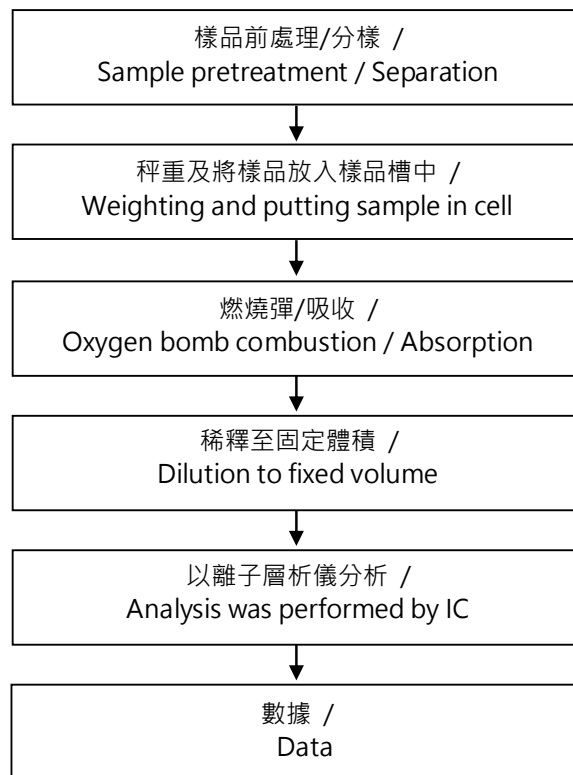 樣品前處理/分樣 /
Sample pretreatment / Separation
秤重及將樣品放入樣品槽中 /
Weighting and putting sample in cell
燃燒彈/吸收 /
Oxygen bomb combustion / Absorption
稀釋至固定體積 /
Dilution to fixed volume
以離子層析儀分析 /
Analysis was performed by IC
數據 /
Data